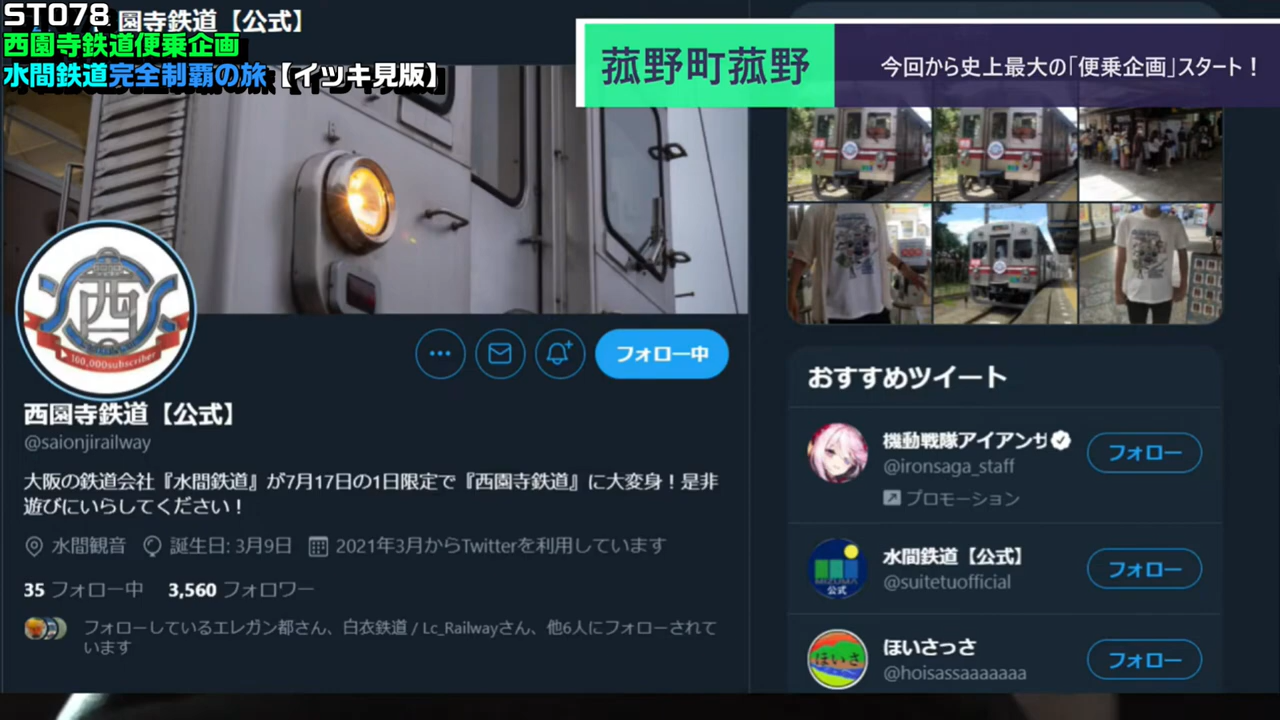 ST078
園寺鉄道【公式】
西園寺鉄道便乗企画
水間鉄道完全制覇の旅【イツキ見版】
菰野町菰野
今回から史上最大の「便乗企画」スタート！
西
100,000subscriber
フォロー中
西園寺鉄道【公式】
@saionjirailway
大阪の鉄道会社『水間鉄道』が7月17日の1日限定で『西園寺鉄道』に大変身！是非
遊びにいらしてください！
水間観音 誕生日: 3月9日 2021年3月からTwitterを利用しています
35 フォロー中 3,560 フォロワー
フォローしているエレガン都さん、白衣鉄道 / Lc_Railwayさん、他6人にフォローされて
います
おすすめツイート
機動戦隊アイアンサ
@ironsaga_staff
プロモーション
フォロー
MIZUMA
公式
水間鉄道【公式】
@suitetuofficial
フォロー
ほいさ
ほいさっさ
@hoisassaaaaaaa
フォロー